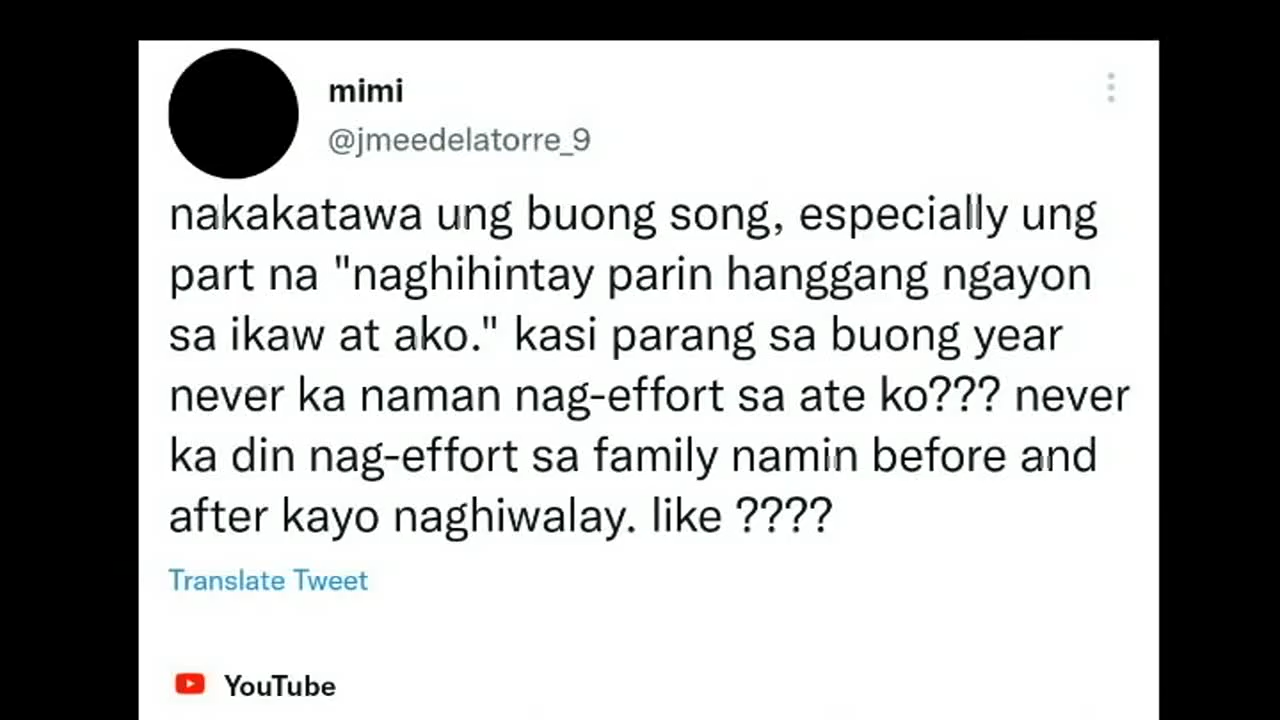 mimi
@jmeedelatorre_9
nakakatawa ung buong song, especially ung
part na "naghihintay parin hanggang ngayon
sa ikaw at ako." kasi parang sa buong year
never ka naman nag-effort sa ate ko??? never
ka din nag-effort sa family namin before and
after kayo naghiwalay. like ????
Translate Tweet
YouTube